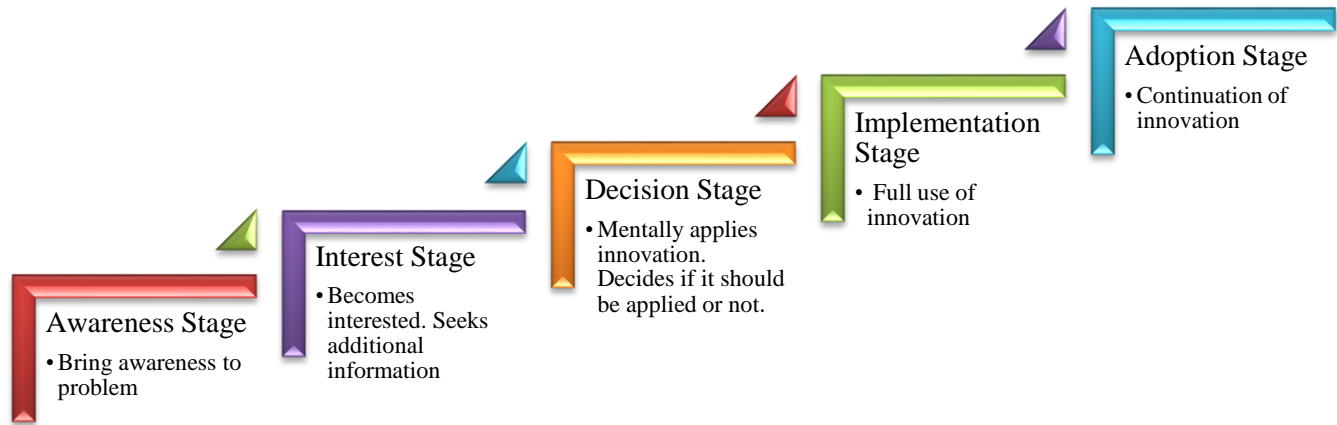 Awareness Stage
• Bring awareness to
problem
Interest Stage
• Becomes
interested. Seeks
additional
information
Decision Stage
• Mentally applies
innovation.
Decides if it should
be applied or not.
Implementation
Stage
• Full use of
innovation
Adoption Stage
• Continuation of
innovation